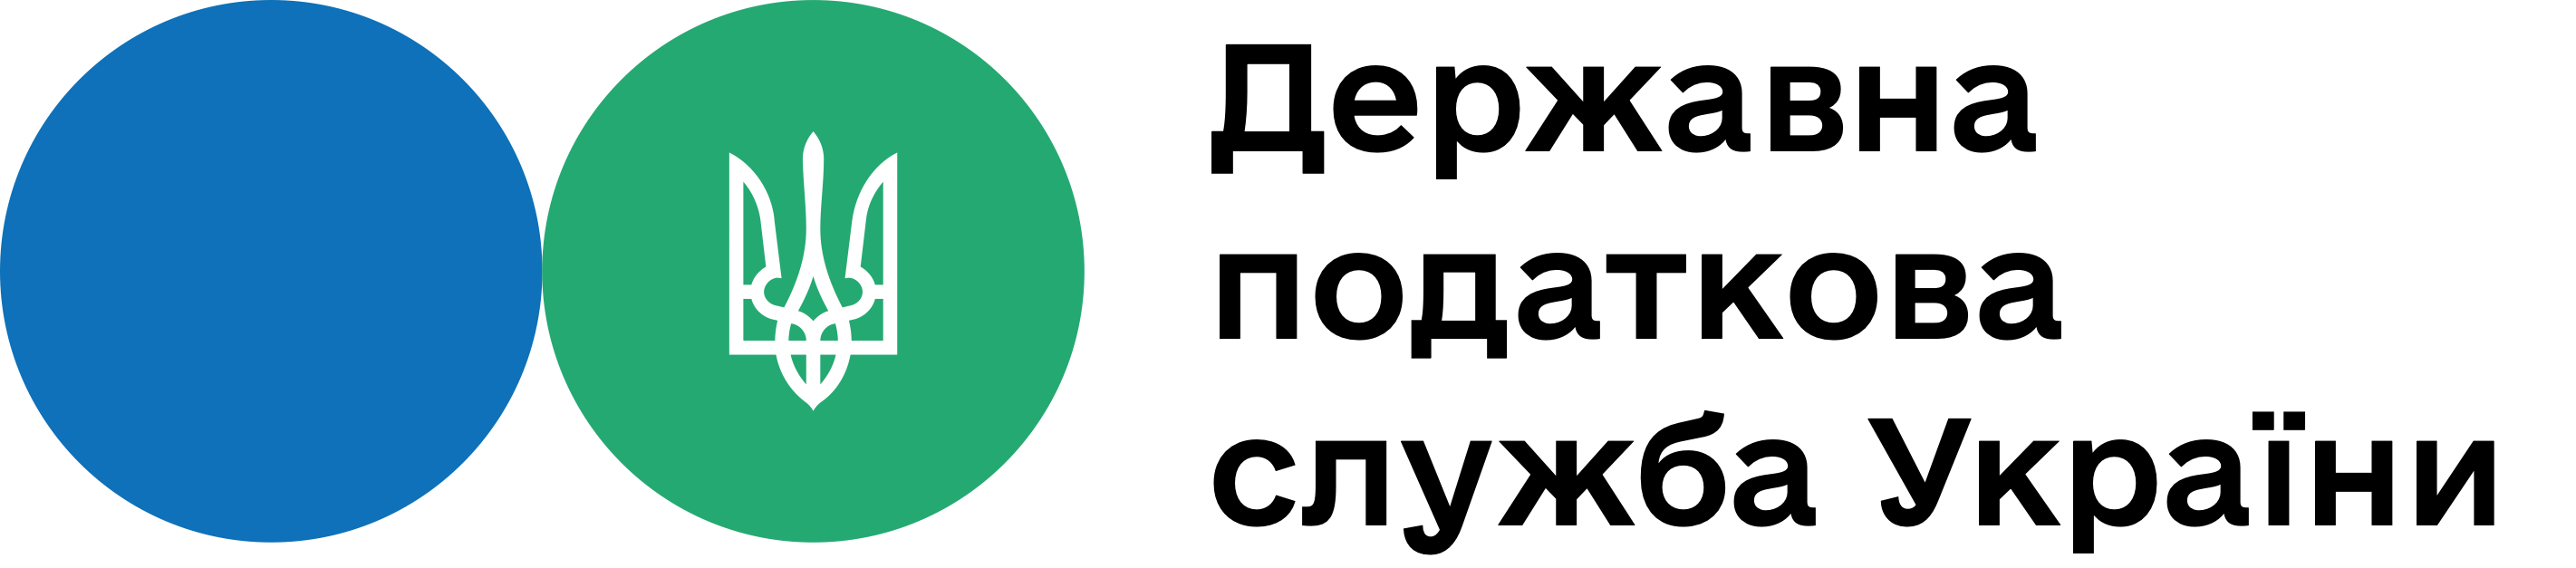 Державна
податкова
служба України